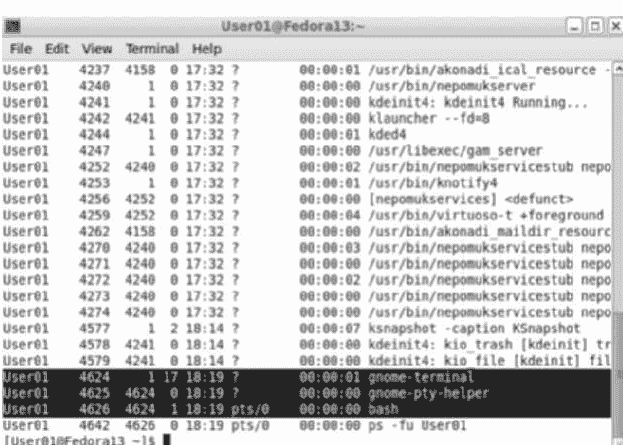 User01@Fedora13:~
File Edit View Terminal Help
User01 4237 4158 0 17:32 ? 00:00:01 /usr/bin/akonadi_ical_resource -
User01 4240 1 0 17:32 ? 00:00:00 /usr/bin/nepomukserver
User01 4241 1 0 17:32 ? 00:00:00 kdeinit4: kdeinit4 Running...
User01 4242 4241 0 17:32 ? 00:00:00 klauncher --fd=8
User01 4244 1 0 17:32 ? 00:00:01 kded4
User01 4247 1 0 17:32 ? 00:00:00 /usr/libexec/gam_server
User01 4252 4240 0 17:32 ? 00:00:02 /usr/bin/nepomukservicestub nepo
User01 4253 1 0 17:32 ? 00:00:01 /usr/bin/knotify4
User01 4256 4252 0 17:32 ? 00:00:00 [nepomukservices] <defunct>
User01 4259 4252 0 17:32 ? 00:00:04 /usr/bin/virtuoso-t +foreground
User01 4262 4158 0 17:32 ? 00:00:00 /usr/bin/akonadi_maildir_resourc
User01 4270 4240 0 17:32 ? 00:00:03 /usr/bin/nepomukservicestub nepo
User01 4271 4240 0 17:32 ? 00:00:00 /usr/bin/nepomukservicestub nepo
User01 4272 4240 0 17:32 ? 00:00:02 /usr/bin/nepomukservicestub nepo
User01 4273 4240 0 17:32 ? 00:00:00 /usr/bin/nepomukservicestub nepo
User01 4274 4240 0 17:32 ? 00:00:00 /usr/bin/nepomukservicestub nepo
User01 4577 1 2 18:14 ? 00:00:07 ksnapshot -caption KSnapshot
User01 4578 4241 0 18:14 ? 00:00:00 kdeinit4: kio_trash [kdeinit] tr
User01 4579 4241 0 18:14 ? 00:00:00 kdeinit4: kio_file [kdeinit] fil
User01 4624 1 17 18:19 ? 00:00:01 gnome-terminal
User01 4625 4624 0 18:19 ? 00:00:00 gnome-pty-helper
User01 4626 4624 1 18:19 pts/0 00:00:00 bash
User01 4642 4626 0 18:19 pts/0 00:00:00 ps -fu User01
[User01@Fedora13 ~]$